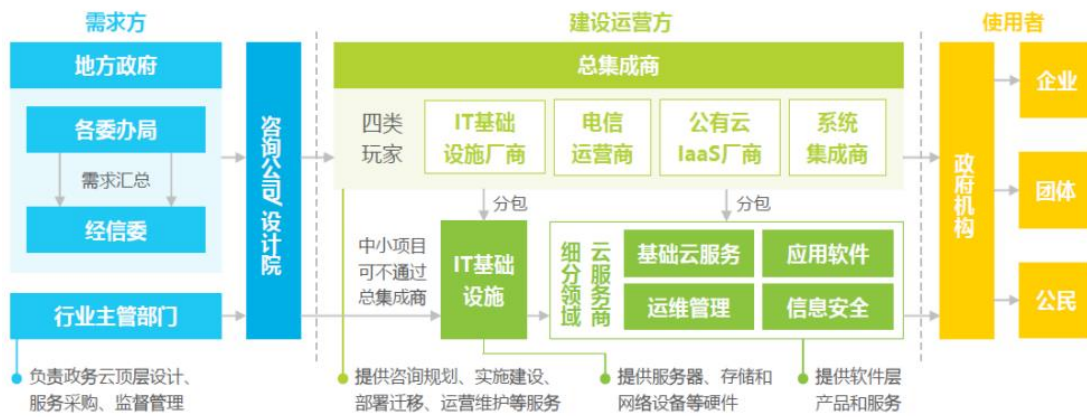 需求方
建设运营方
使用者
地方政府
各委办局
需求汇总
经信委
行业主管部门
负责政务云顶层设计、
服务采购、监督管理
咨询公司/设计院
总集成商
四类
玩家
IT基础
设施厂商
电信
运营商
公有云
IaaS厂商
系统
集成商
分包
分包
中小项目
可不通过
总集成商
IT基础
设施
云服务商
细分领域
基础云服务
应用软件
运维管理
信息安全
提供咨询规划、实施建设、
部署迁移、运营维护等服务
提供服务器、存储和
网络设备等硬件
提供软件层
产品和服务
政府机构
企业
团体
公民